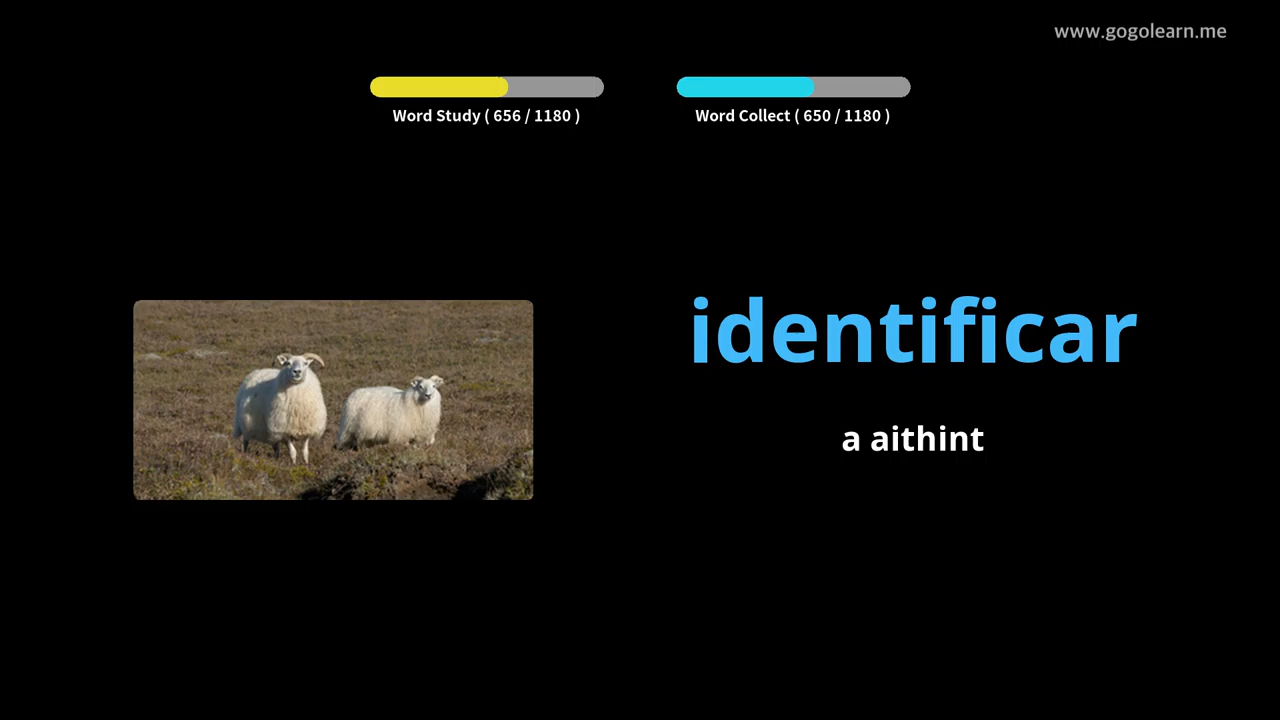 www.gogolearn.me
Word Study ( 656 / 1180 )
Word Collect ( 650 / 1180 )
identificar
a aithint